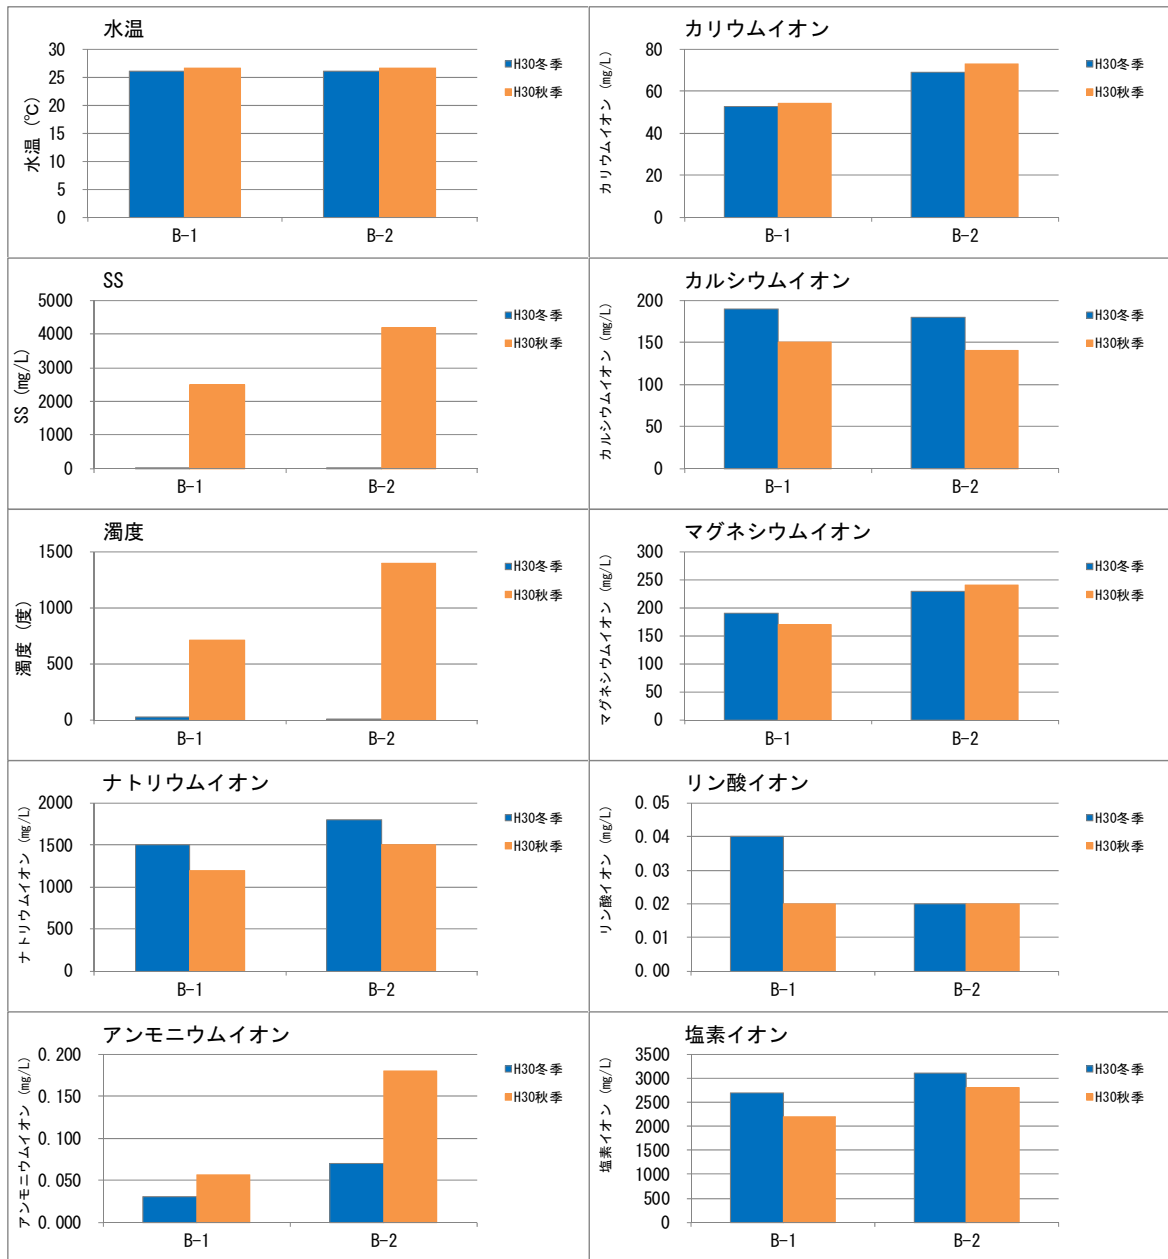 水温
30
25
20
15
10
5
0
水温 (℃)
B-1
B-2
H30冬季
H30秋季
カリウムイオン
80
60
40
20
0
カリウムイオン (mg/L)
B-1
B-2
H30冬季
H30秋季
SS
5000
4000
3000
2000
1000
0
SS (mg/L)
B-1
B-2
H30冬季
H30秋季
カルシウムイオン
200
150
100
50
0
カルシウムイオン (mg/L)
B-1
B-2
H30冬季
H30秋季
濁度
1500
1000
500
0
濁度 (度)
B-1
B-2
H30冬季
H30秋季
マグネシウムイオン
300
250
200
150
100
50
0
マグネシウムイオン (mg/L)
B-1
B-2
H30冬季
H30秋季
ナトリウムイオン
2000
1500
1000
500
0
ナトリウムイオン (mg/L)
B-1
B-2
H30冬季
H30秋季
リン酸イオン
0.05
0.04
0.03
0.02
0.01
0.00
リン酸イオン (mg/L)
B-1
B-2
H30冬季
H30秋季
アンモニウムイオン
0.200
0.150
0.100
0.050
0.000
アンモニウムイオン (mg/L)
B-1
B-2
H30冬季
H30秋季
塩素イオン
3500
3000
2500
2000
1500
1000
500
0
塩素イオン (mg/L)
B-1
B-2
H30冬季
H30秋季